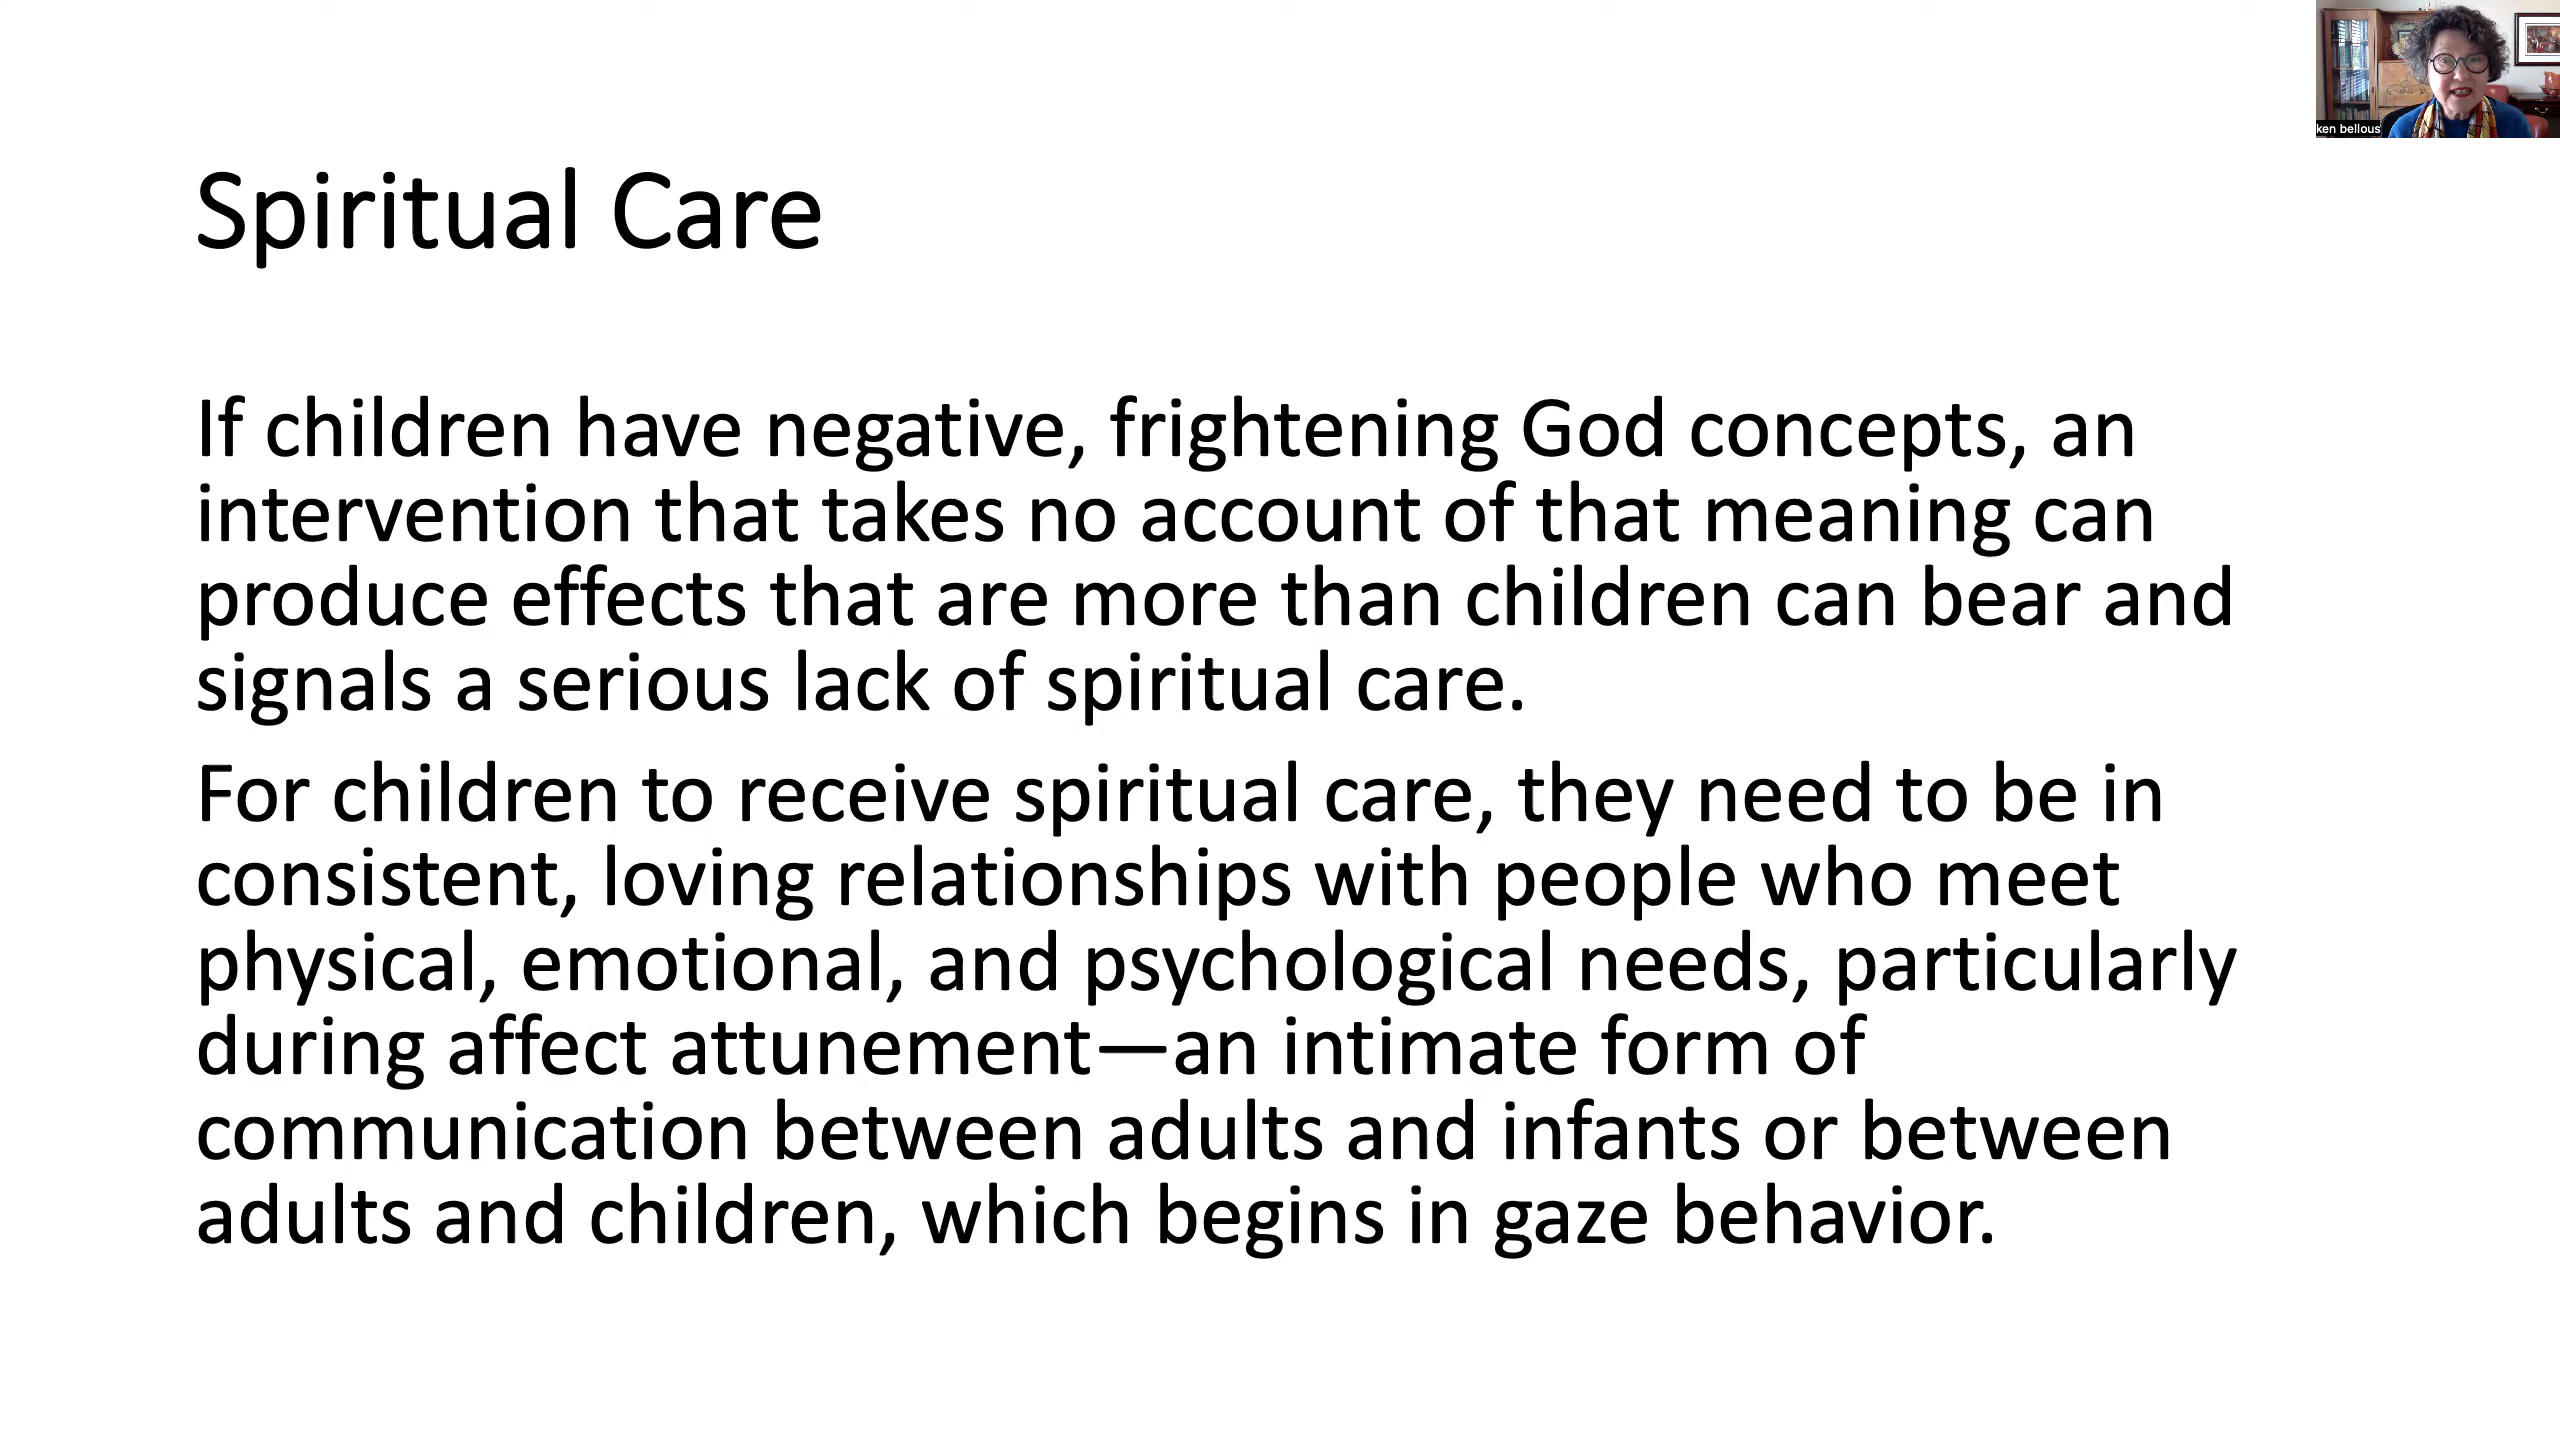 ken bellous
Spiritual Care
If children have negative, frightening God concepts, an
intervention that takes no account of that meaning can
produce effects that are more than children can bear and
signals a serious lack of spiritual care.
For children to receive spiritual care, they need to be in
consistent, loving relationships with people who meet
physical, emotional, and psychological needs, particularly
during affect attunement—an intimate form of
communication between adults and infants or between
adults and children, which begins in gaze behavior.